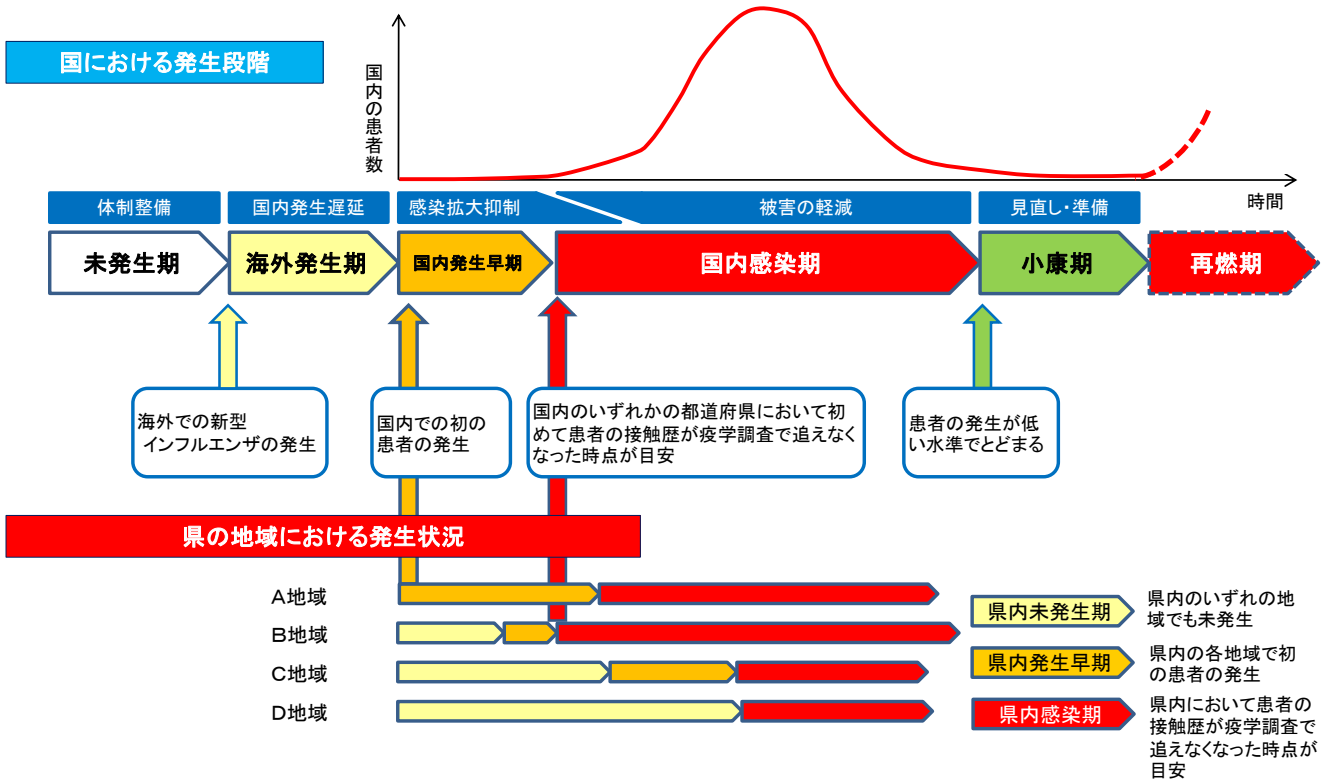 国における発生段階
国内の患者数
時間
体制整備
国内発生遅延
感染拡大抑制
被害の軽減
見直し・準備
未発生期
海外発生期
国内発生早期
国内感染期
小康期
再燃期
海外での新型
インフルエンザの発生
国内での初の
患者の発生
国内のいずれかの都道府県において初
めて患者の接触歴が疫学調査で追えなく
なった時点が目安
患者の発生が低
い水準でとどまる
県の地域における発生状況
A地域
B地域
C地域
D地域
県内未発生期
県内のいずれの地
域でも未発生
県内発生早期
県内の各地域で初
の患者の発生
県内感染期
県内において患者の
接触歴が疫学調査で
追えなくなった時点が
目安